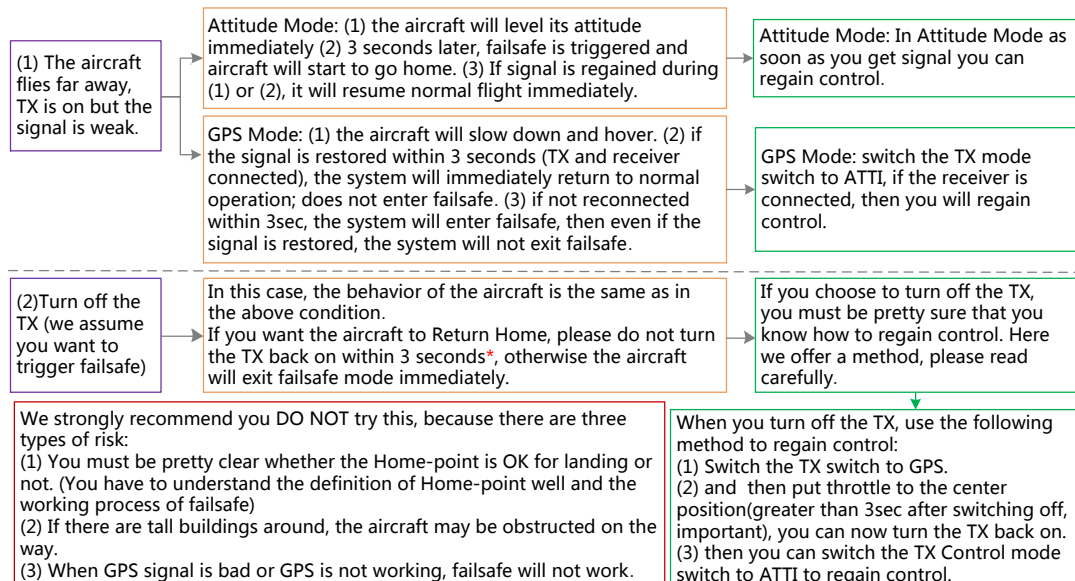 (1) The aircraft
flies far away,
TX is on but the
signal is weak.
Attitude Mode: (1) the aircraft will level its attitude
immediately (2) 3 seconds later, failsafe is triggered and
aircraft will start to go home. (3) If signal is regained during
(1) or (2), it will resume normal flight immediately.
Attitude Mode: In Attitude Mode as
soon as you get signal you can
regain control.
GPS Mode: (1) the aircraft will slow down and hover. (2) if
the signal is restored within 3 seconds (TX and receiver
connected), the system will immediately return to normal
operation; does not enter failsafe. (3) if not reconnected
within 3sec, the system will enter failsafe, then even if the
signal is restored, the system will not exit failsafe.
GPS Mode: switch the TX mode
switch to ATTI, if the receiver is
connected, then you will regain
control.
(2)Turn off the
TX (we assume
you want to
trigger failsafe)
In this case, the behavior of the aircraft is the same as in
the above condition.
If you want the aircraft to Return Home, please do not turn
the TX back on within 3 seconds*, otherwise the aircraft
will exit failsafe mode immediately.
If you choose to turn off the TX,
you must be pretty sure that you
know how to regain control. Here
we offer a method, please read
carefully.
We strongly recommend you DO NOT try this, because there are three
types of risk:
(1) You must be pretty clear whether the Home-point is OK for landing or
not. (You have to understand the definition of Home-point well and the
working process of failsafe)
(2) If there are tall buildings around, the aircraft may be obstructed on the
way.
(3) When GPS signal is bad or GPS is not working, failsafe will not work.
When you turn off the TX, use the following
method to regain control:
(1) Switch the TX switch to GPS.
(2) and then put throttle to the center
position(greater than 3sec after switching off,
important), you can now turn the TX back on.
(3) then you can switch the TX Control mode
switch to ATTI to regain control.